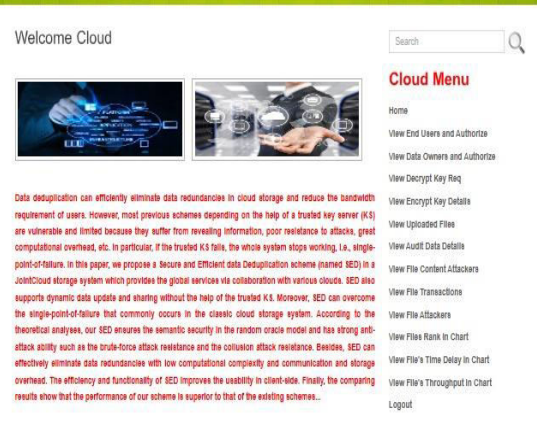 Welcome Cloud
Search
Cloud Menu
Home
View End Users and Authorize
View Data Owners and Authorize
View Decrypt Key Req
View Encrypt Key Details
View Uploaded Files
View Audit Data Details
View File Content Attackers
View File Transactions
View File Attackers
View Files Rank In Chart
View File's Time Delay In Chart
View File's Throughput In Chart
Logout
PLATFORM
APPLICATION
INFRASTRUCTURE
Data deduplication can efficiently eliminate data redundancies in cloud storage and reduce the bandwidth
requirement of users. However, most previous schemes depending on the help of a trusted key server (KS)
are vulnerable and limited because they suffer from revealing information, poor resistance to attacks, great
computational overhead, etc. In particular, if the trusted KS fails, the whole system stops working, i.e., single-
point-of-failure. In this paper, we propose a Secure and Efficient data Deduplication scheme (named SED) in a
JointCloud storage system which provides the global services via collaboration with various clouds. SED also
supports dynamic data update and sharing without the help of the trusted KS. Moreover, SED can overcome
the single-point-of-failure that commonly occurs in the classic cloud storage system. According to the
theoretical analyses, our SED ensures the semantic security in the random oracle model and has strong anti-
attack ability such as the brute-force attack resistance and the collusion attack resistance. Besides, SED can
effectively eliminate data redundancies with low computational complexity and communication and storage
overhead. The efficiency and functionality of SED improves the usability in client-side. Finally, the comparing
results show that the performance of our scheme is superior to that of the existing schemes...